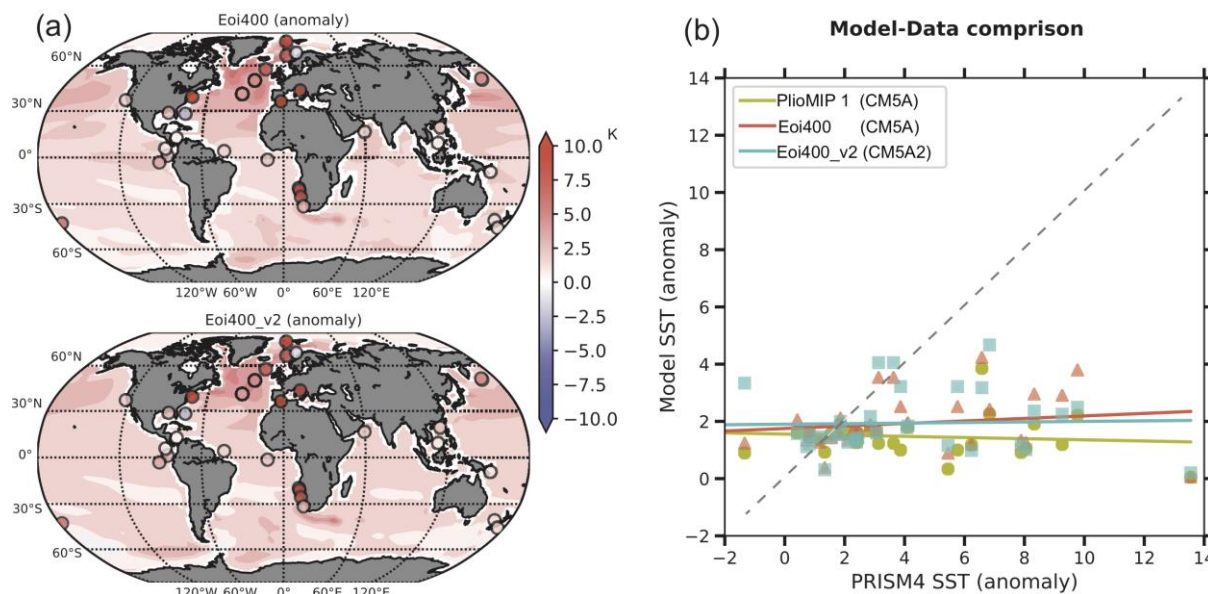 (a)
Eoi400 (anomaly)
60°N
30°N
0°
30°S
60°S
120°W 60°W 0° 60°E 120°E
K
10.0
7.5
5.0
2.5
0.0
−2.5
−5.0
−7.5
−10.0
Eoi400_v2 (anomaly)
60°N
30°N
0°
30°S
60°S
120°W 60°W 0° 60°E 120°E
(b)
Model-Data comprison
PlioMIP 1 (CM5A)
Eoi400 (CM5A)
Eoi400_v2 (CM5A2)
Model SST (anomaly)
14
12
10
8
6
4
2
0
−2
−2 0 2 4 6 8 10 12 14
PRISM4 SST (anomaly)